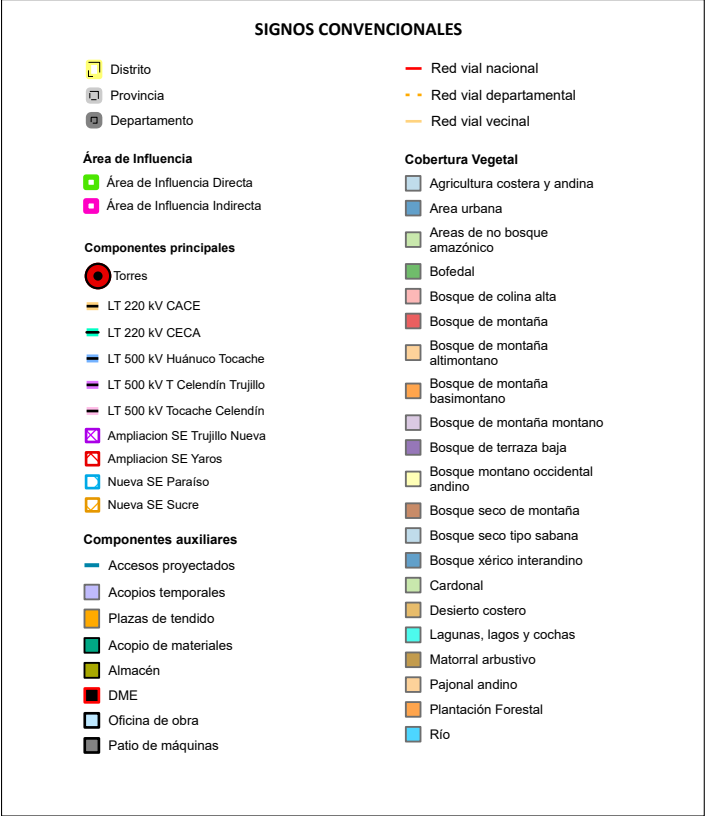 SIGNOS CONVENCIONALES
Distrito
Provincia
Departamento
Área de Influencia
Área de Influencia Directa
Área de Influencia Indirecta
Componentes principales
Torres
LT 220 kV CACE
LT 220 kV CECA
LT 500 kV Huánuco Tocache
LT 500 kV T Celendín Trujillo
LT 500 kV Tocache Celendín
Ampliacion SE Trujillo Nueva
Ampliacion SE Yaros
Nueva SE Paraíso
Nueva SE Sucre
Componentes auxiliares
Accesos proyectados
Acopios temporales
Plazas de tendido
Acopio de materiales
Almacén
DME
Oficina de obra
Patio de máquinas
Red vial nacional
Red vial departamental
Red vial vecinal
Cobertura Vegetal
Agricultura costera y andina
Area urbana
Areas de no bosque
amazónico
Bofedal
Bosque de colina alta
Bosque de montaña
Bosque de montaña
altimontano
Bosque de montaña
basimontano
Bosque de montaña montano
Bosque de terraza baja
Bosque montano occidental
andino
Bosque seco de montaña
Bosque seco tipo sabana
Bosque xérico interandino
Cardonal
Desierto costero
Lagunas, lagos y cochas
Matorral arbustivo
Pajonal andino
Plantación Forestal
Río